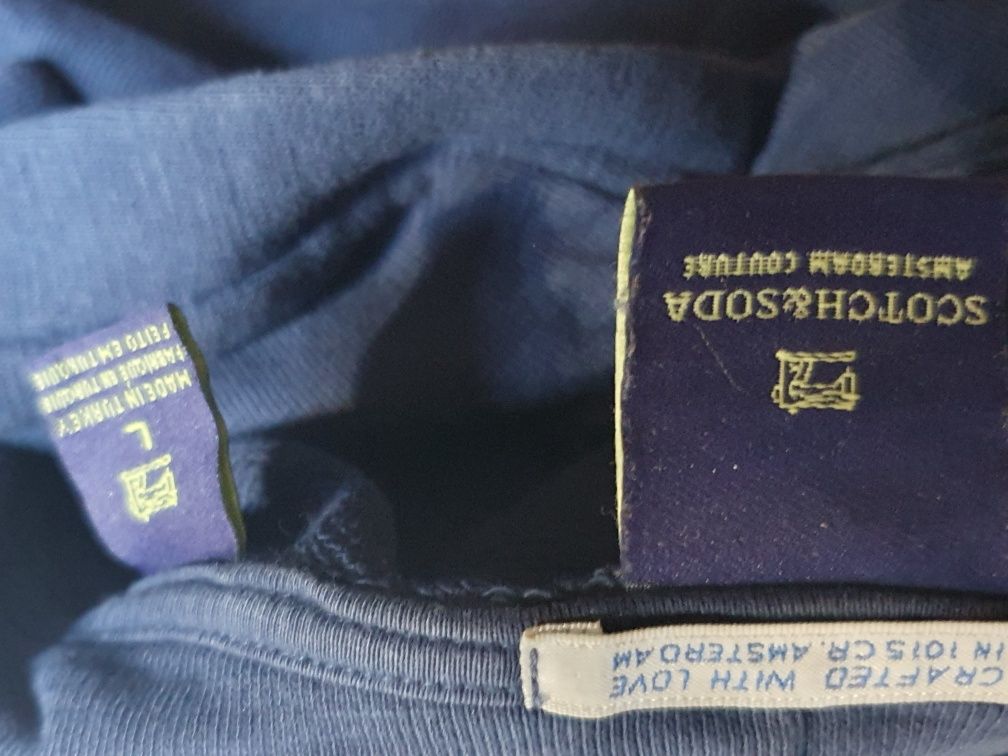 CRAFTED WITH LOVE
IN 1015 CR. AMSTERDAM
SCOTCH&SODA
AMSTERDAM COUTURE
L
MADE IN TURKEY
FABRIQUE EN TURQUIE
FEITO EM TURQUIE